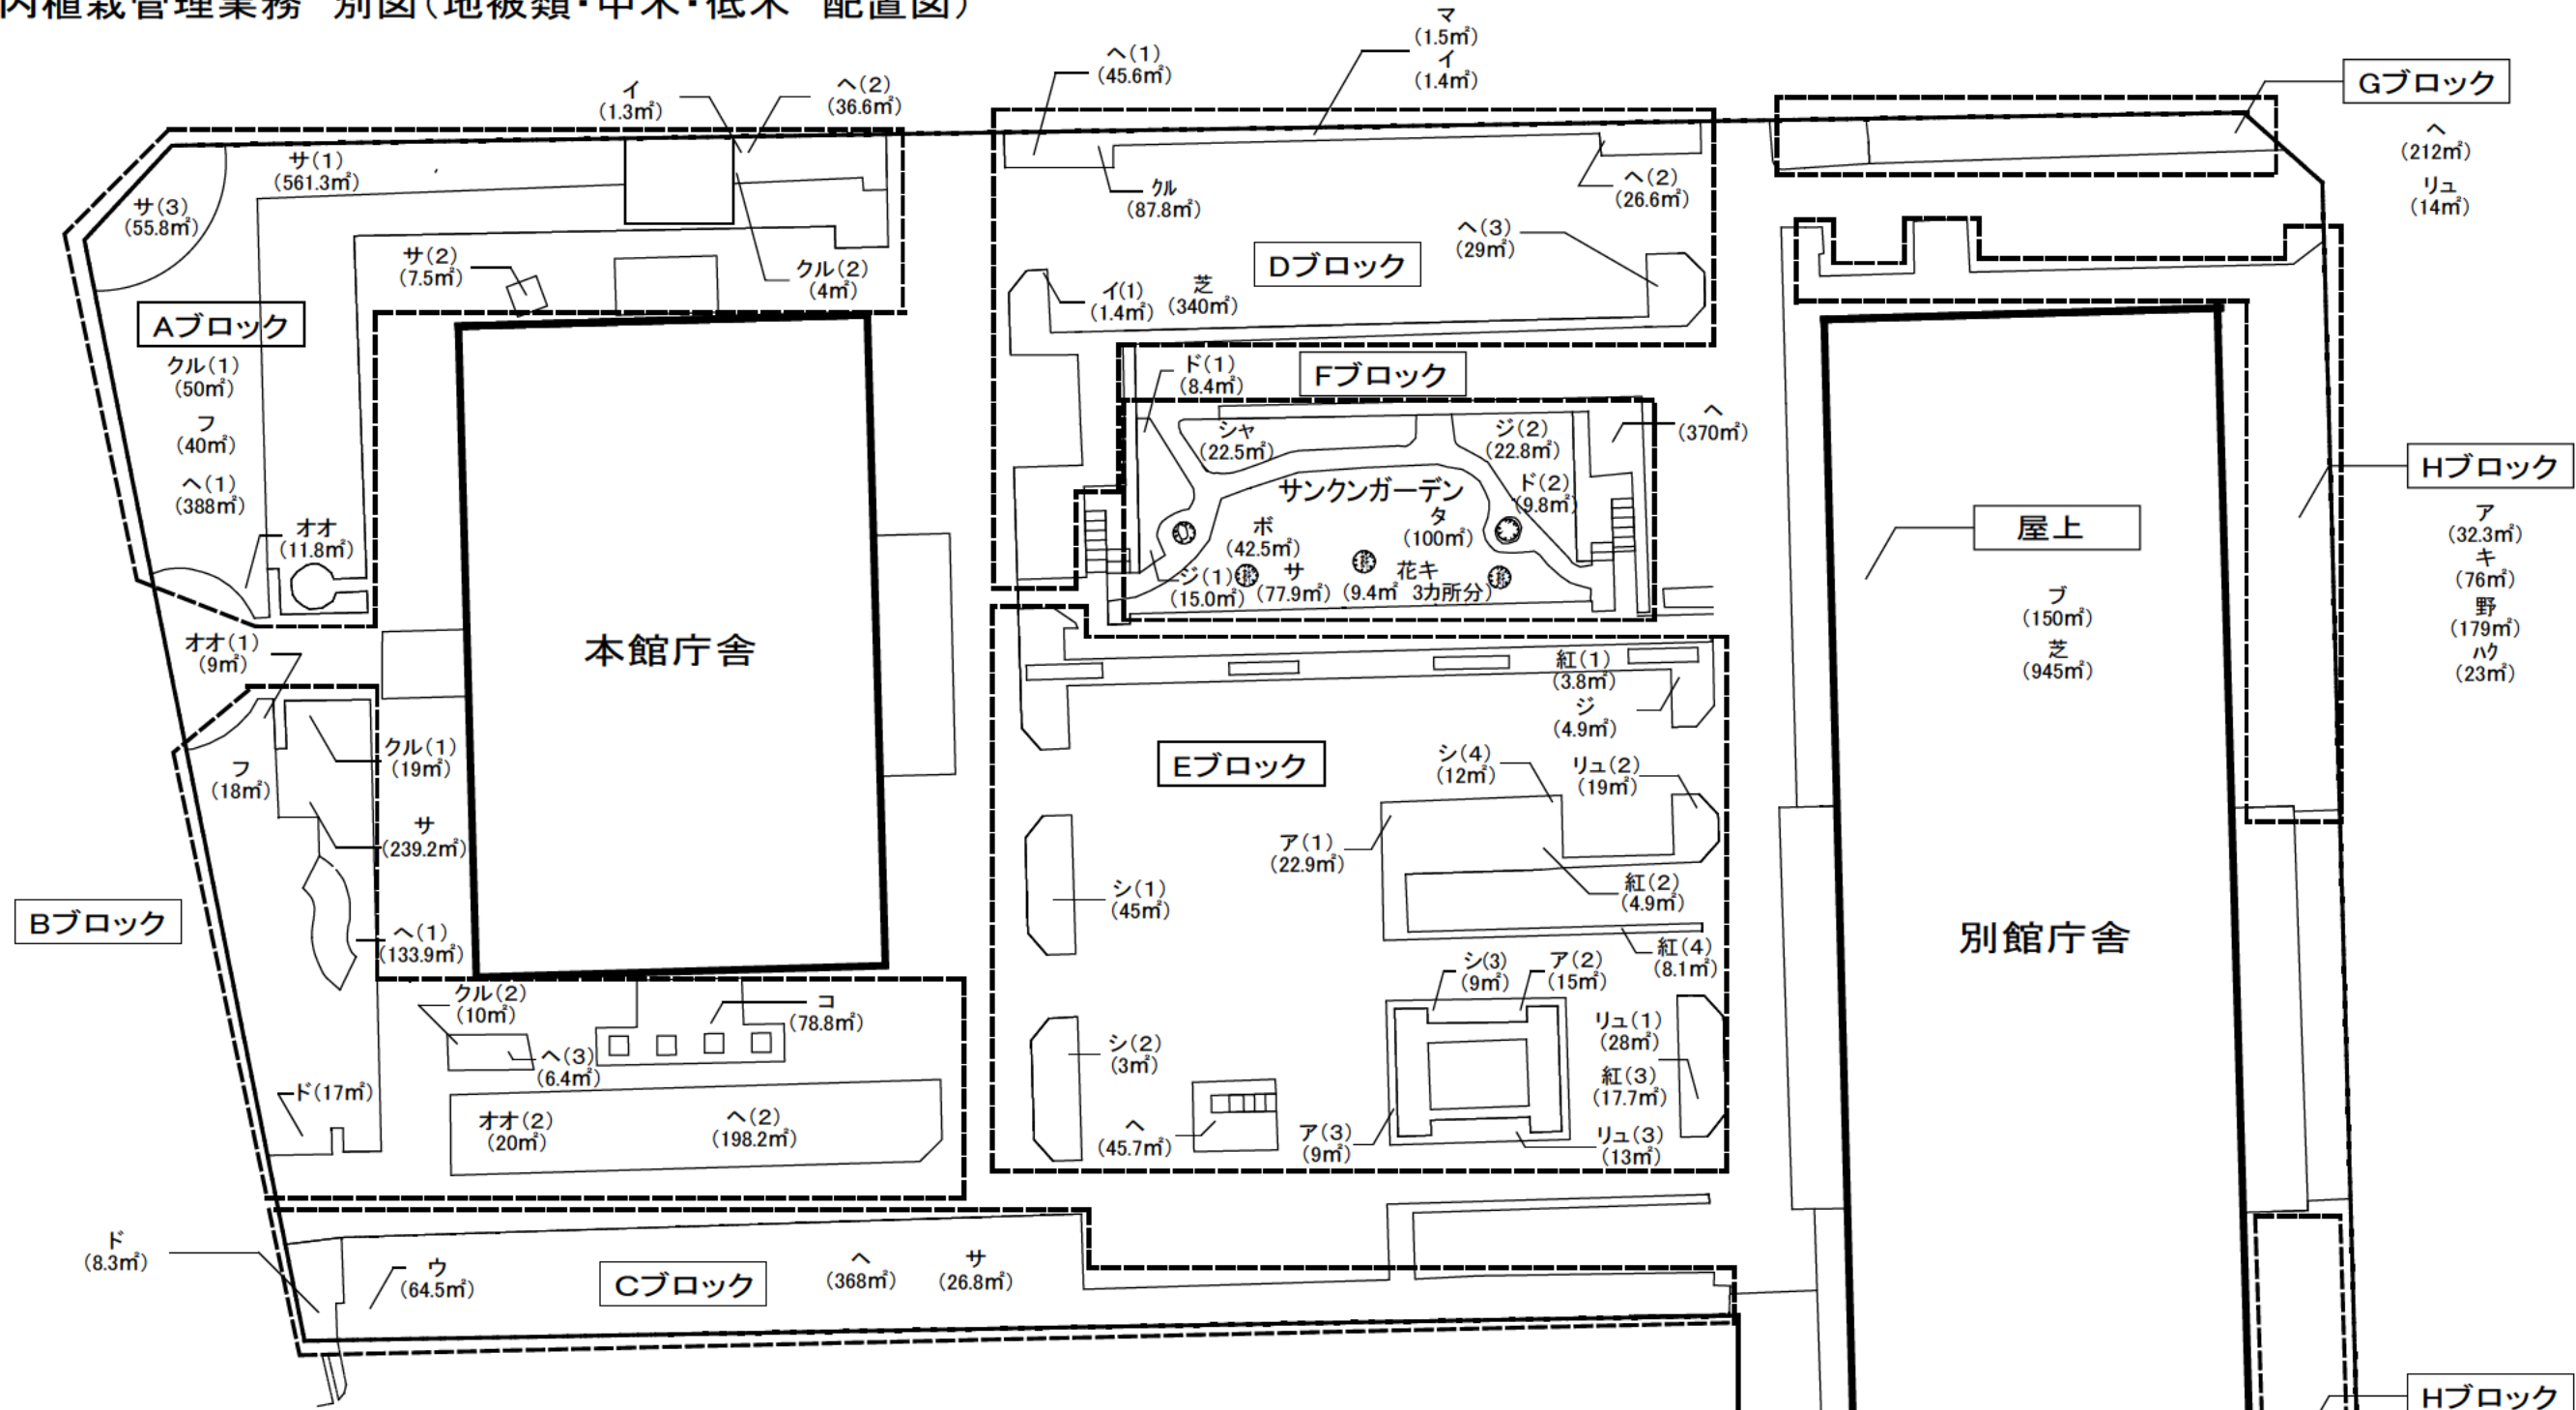 内植栽管理業務 別図(地被類・中木・低木 配置図)
マ
(1.5㎡)
イ
(1.4㎡)
ヘ(1)
(45.6㎡)
イ
(1.3㎡)
ヘ(2)
(36.6㎡)
Gブロック
ヘ
(212㎡)
リュ
(14㎡)
サ(1)
(561.3㎡)
サ(3)
(55.8㎡)
クル
(87.8㎡)
ヘ(2)
(26.6㎡)
ヘ(3)
(29㎡)
Dブロック
サ(2)
(7.5㎡)
クル(2)
(4㎡)
イ(1)
(1.4㎡)
芝
(340㎡)
Aブロック
クル(1)
(50㎡)
フ
(40㎡)
ヘ(1)
(388㎡)
オオ
(11.8㎡)
ド(1)
(8.4㎡)
Fブロック
シャ
(22.5㎡)
ジ(2)
(22.8㎡)
ヘ
(370㎡)
サンクンガーデン
ド(2)
(9.8㎡)
タ
(100㎡)
ボ
(42.5㎡)
ジ(1)
(15.0㎡)
サ
(77.9㎡)
花キ
(9.4㎡ 3カ所分)
Hブロック
ア
(32.3㎡)
キ
(76㎡)
野
(179㎡)
ハク
(23㎡)
屋上
ブ
(150㎡)
芝
(945㎡)
本館庁舎
オオ(1)
(9㎡)
クル(1)
(19㎡)
フ
(18㎡)
サ
(239.2㎡)
Bブロック
ヘ(1)
(133.9㎡)
紅(1)
(3.8㎡)
ジ
(4.9㎡)
Eブロック
シ(4)
(12㎡)
リュ(2)
(19㎡)
ア(1)
(22.9㎡)
シ(1)
(45㎡)
紅(2)
(4.9㎡)
紅(4)
(8.1㎡)
別館庁舎
クル(2)
(10㎡)
コ
(78.8㎡)
ヘ(3)
(6.4㎡)
シ(3)
(9㎡)
ア(2)
(15㎡)
リュ(1)
(28㎡)
紅(3)
(17.7㎡)
シ(2)
(3㎡)
ド(17㎡)
オオ(2)
(20㎡)
ヘ(2)
(198.2㎡)
ヘ
(45.7㎡)
ア(3)
(9㎡)
リュ(3)
(13㎡)
ド
(8.3㎡)
ウ
(64.5㎡)
Cブロック
ヘ
(368㎡)
サ
(26.8㎡)
Hブロック